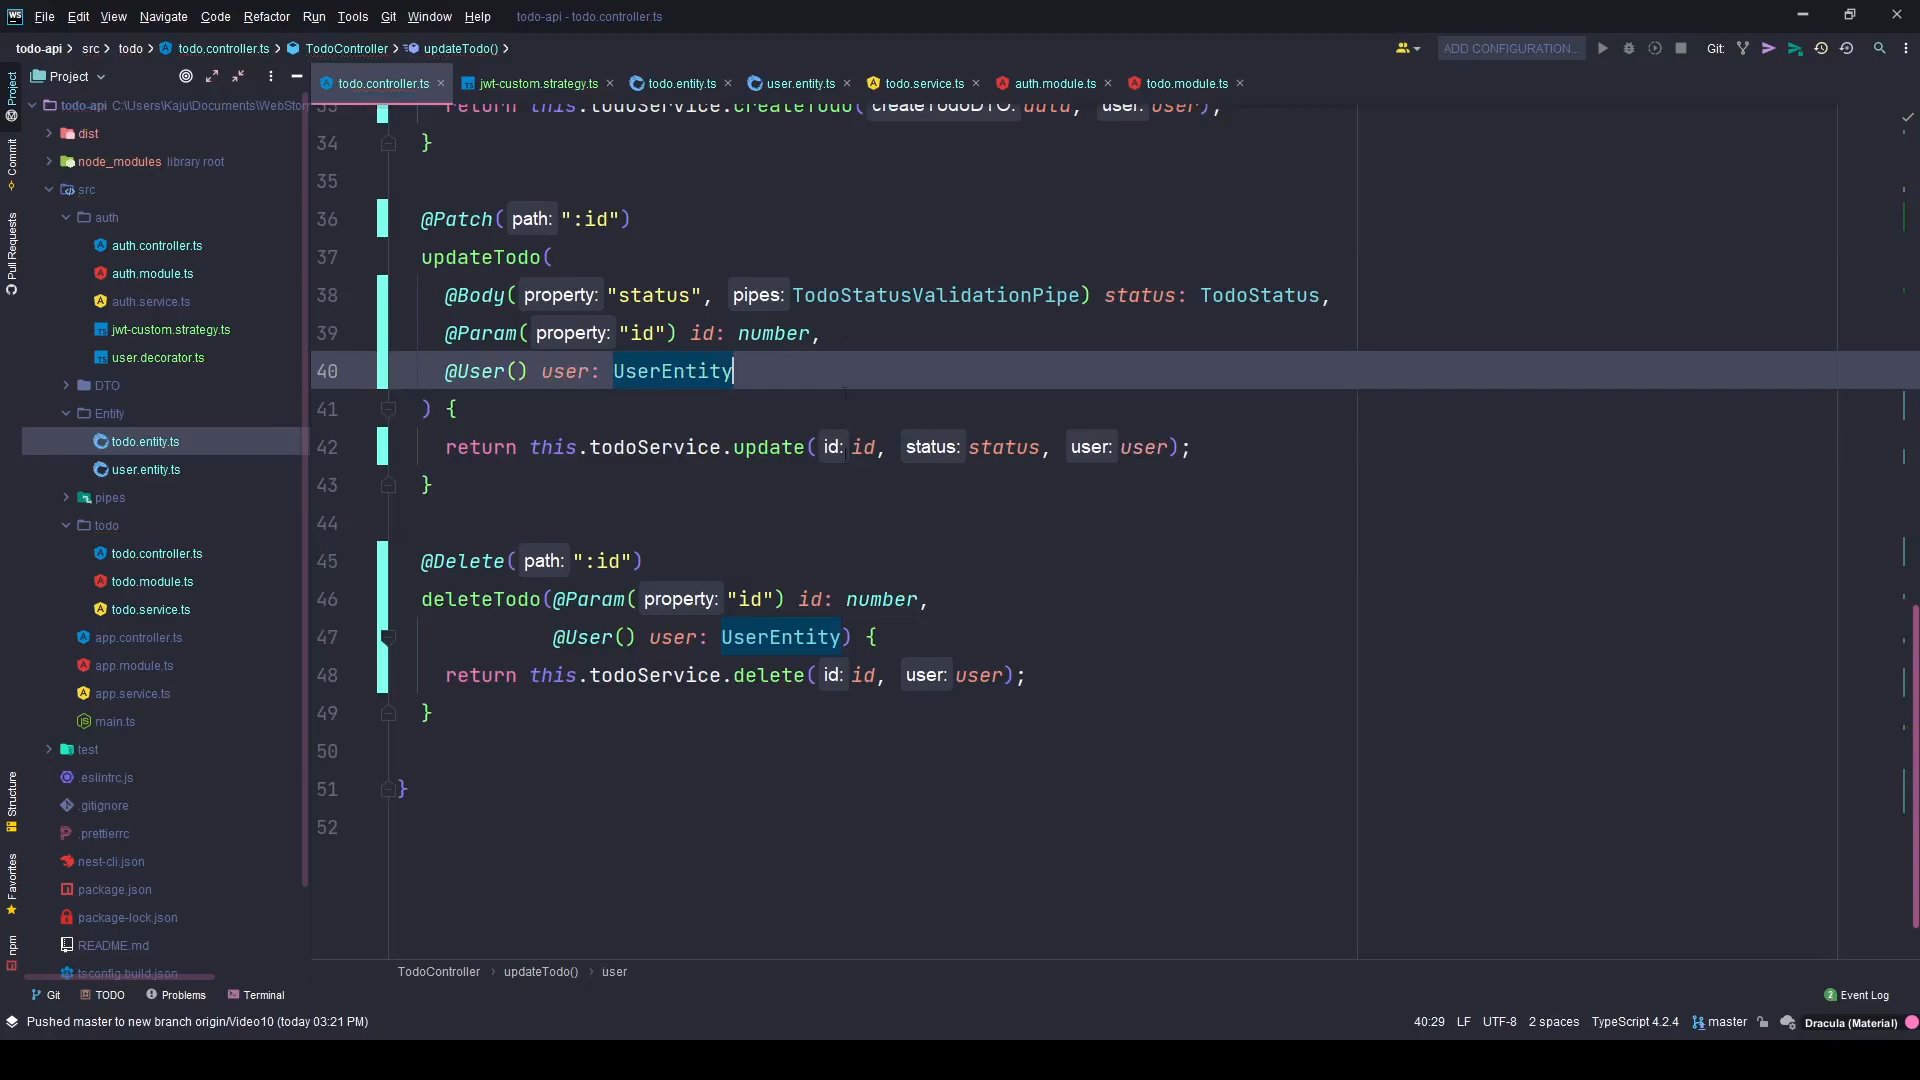 WS File Edit View Navigate Code Refactor Run Tools Git Window Help todo-api - todo.controller.ts
todo-api src todo todo.controller.ts TodoController updateTodo() ADD CONFIGURATION... Git:
Project todo.controller.ts jwt-custom.strategy.ts todo.entity.ts user.entity.ts todo.service.ts auth.module.ts todo.module.ts
Project
Commit
Pull Requests
Structure
Favorites
npm
todo-api C:\Users\Kaju\Documents\WebStor
dist
node_modules library root
src
auth
auth.controller.ts
auth.module.ts
auth.service.ts
jwt-custom.strategy.ts
user.decorator.ts
DTO
Entity
todo.entity.ts
user.entity.ts
pipes
todo
todo.controller.ts
todo.module.ts
todo.service.ts
app.controller.ts
app.module.ts
app.service.ts
main.ts
test
.eslintrc.js
.gitignore
.prettierrc
nest-cli.json
package.json
package-lock.json
README.md
tsconfig.build.json
33 return this.todoService.createTodo( createTodoDTO: data, user: user);
34 }
35
36 @Patch( path: ":id")
37 updateTodo(
38 @Body( property: "status", pipes: TodoStatusValidationPipe) status: TodoStatus,
39 @Param( property: "id") id: number,
40 @User() user: UserEntity
41 ) {
42 return this.todoService.update( id: id, status: status, user: user);
43 }
44
45 @Delete( path: ":id")
46 deleteTodo(@Param( property: "id") id: number,
47 @User() user: UserEntity) {
48 return this.todoService.delete( id: id, user: user);
49 }
50
51 }
52
TodoController updateTodo() user
Git TODO Problems Terminal 2 Event Log
Pushed master to new branch origin/Video10 (today 03:21 PM) 40:29 LF UTF-8 2 spaces TypeScript 4.2.4 master Dracula (Material)